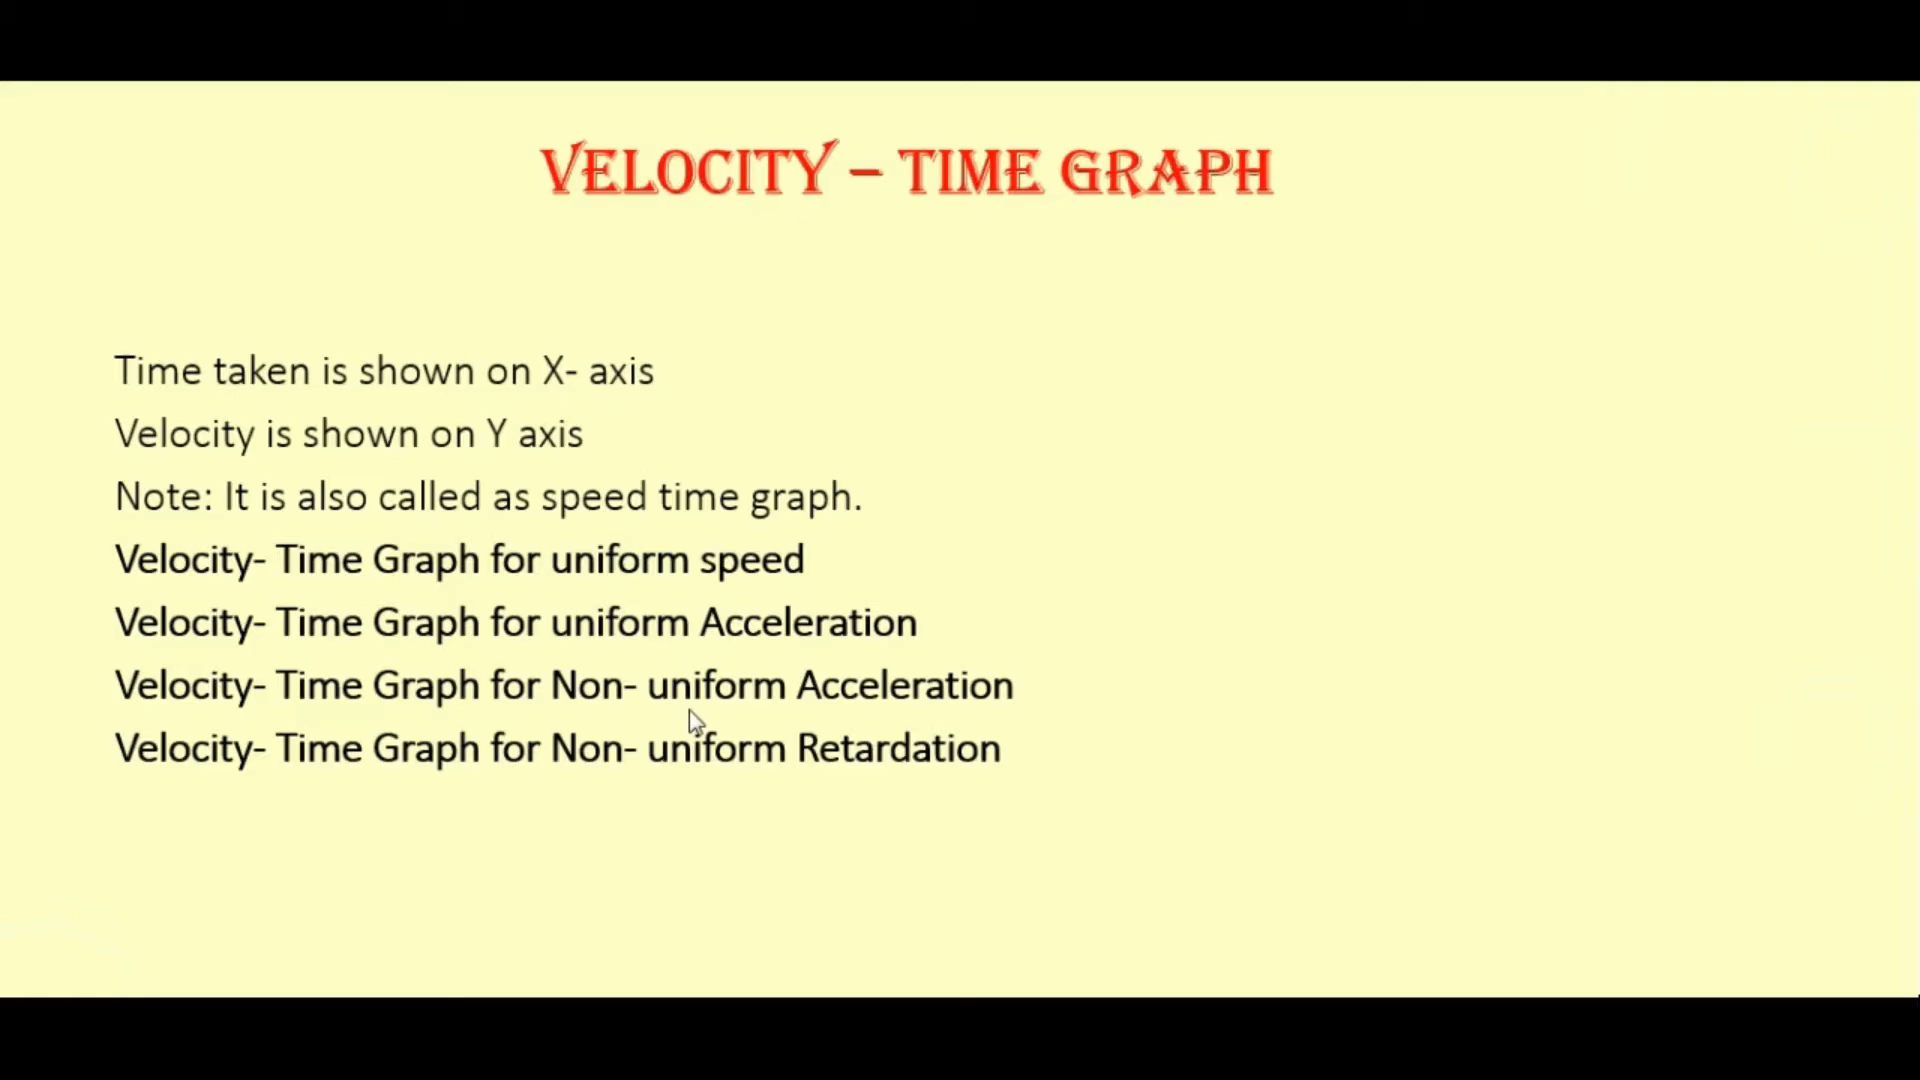 VELOCITY – TIME GRAPH
Time taken is shown on X- axis
Velocity is shown on Y axis
Note: It is also called as speed time graph.
Velocity- Time Graph for uniform speed
Velocity- Time Graph for uniform Acceleration
Velocity- Time Graph for Non- uniform Acceleration
Velocity- Time Graph for Non- uniform Retardation